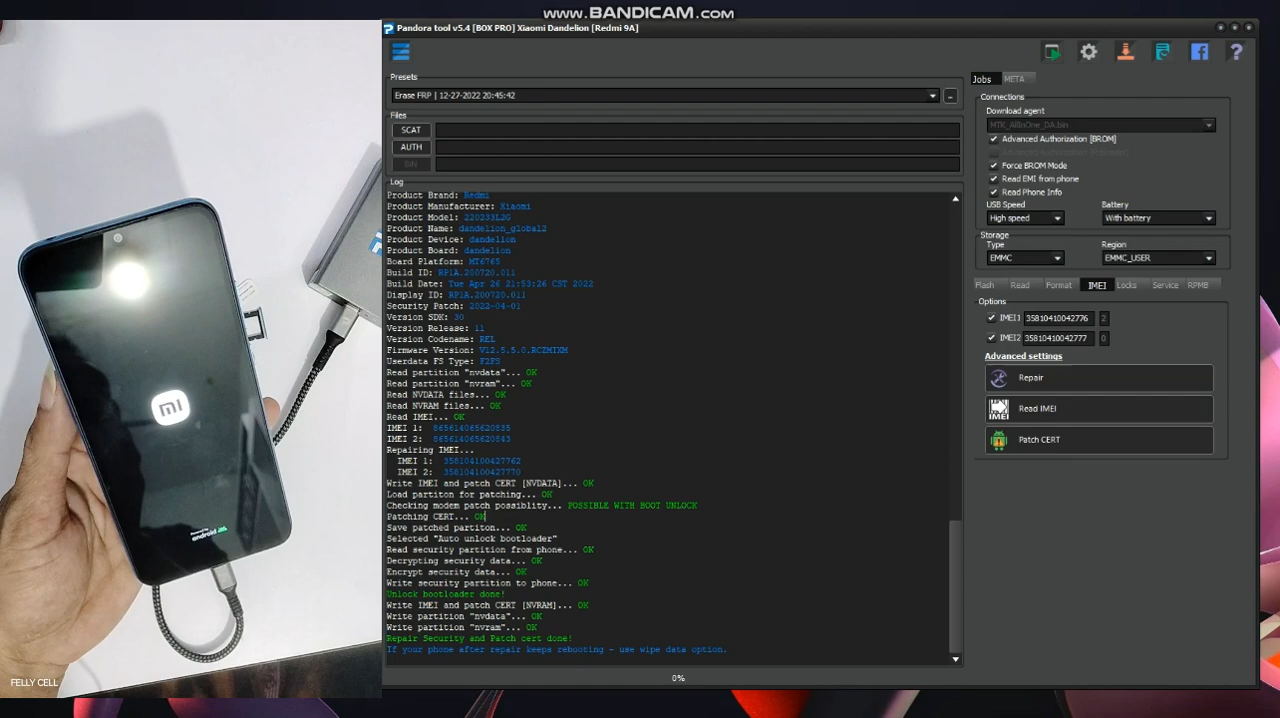 www.BANDICAM.com
Pandora tool v5.4 [BOX PRO] Xiaomi Dandelion [Redmi 9A]
Presets
Erase FRP | 12-27-2022 20:45:42
Files
SCAT
AUTH
BIN
Log
Product Brand: Redmi
Product Manufacturer: Xiaomi
Product Model: 220233L2G
Product Name: dandelion_global2
Product Device: dandelion
Product Board: dandelion
Board Platform: MT6765
Build ID: RP1A.200720.011
Build Date: Tue Apr 26 21:53:26 CST 2022
Display ID: RP1A.200720.011
Security Patch: 2022-04-01
Version SDK: 30
Version Release: 11
Version Codename: REL
Firmware Version: V12.5.5.0.RCZMIXM
Userdata FS Type: F2FS
Read partition "nvdata"... OK
Read partition "nvram"... OK
Read NVDATA files... OK
Read NVRAM files... OK
Read IMEI... OK
IMEI 1: 865614065620835
IMEI 2: 865614065620843
Repairing IMEI...
IMEI 1: 358104100427762
IMEI 2: 358104100427770
Write IMEI and patch CERT [NVDATA]... OK
Load partiton for patching... OK
Checking modem patch possiblity... POSSIBLE WITH BOOT UNLOCK
Patching CERT... OK
Save patched partiton... OK
Selected "Auto unlock bootloader"
Read security partition from phone... OK
Decrypting security data... OK
Encrypt security data... OK
Write security partition to phone... OK
Unlock bootloader done!
Write IMEI and patch CERT [NVRAM]... OK
Write partition "nvdata"... OK
Write partition "nvram"... OK
Repair Security and Patch cert done!
If your phone after repair keeps rebooting - use wipe data option.
0%
Jobs META
Connections
Download agent
MTK_AllInOne_DA.bin
Advanced Authorization [BROM]
Force BROM Mode
Read EMI from phone
Read Phone Info
USB Speed Battery
High speed With battery
Storage
Type Region
EMMC EMMC_USER
Flash Read Format IMEI Locks Service RPMB
Options
IMEI1 35810410042776 2
IMEI2 35810410042777 0
Advanced settings
Repair
Read IMEI
Patch CERT
Powered by
android
FELLY CELL